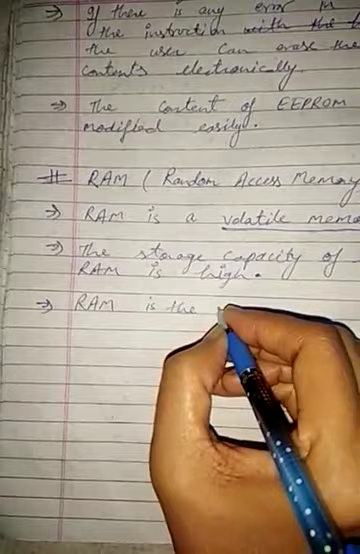 ⇒ If there is any error in
the instruction with the
the user can erase the
contents electronically.
⇒ The content of EEPROM
modified easily.
# RAM (Random Access Memory
⇒ RAM is a volatile memo
⇒ The storage capacity of
RAM is high.
⇒ RAM is the